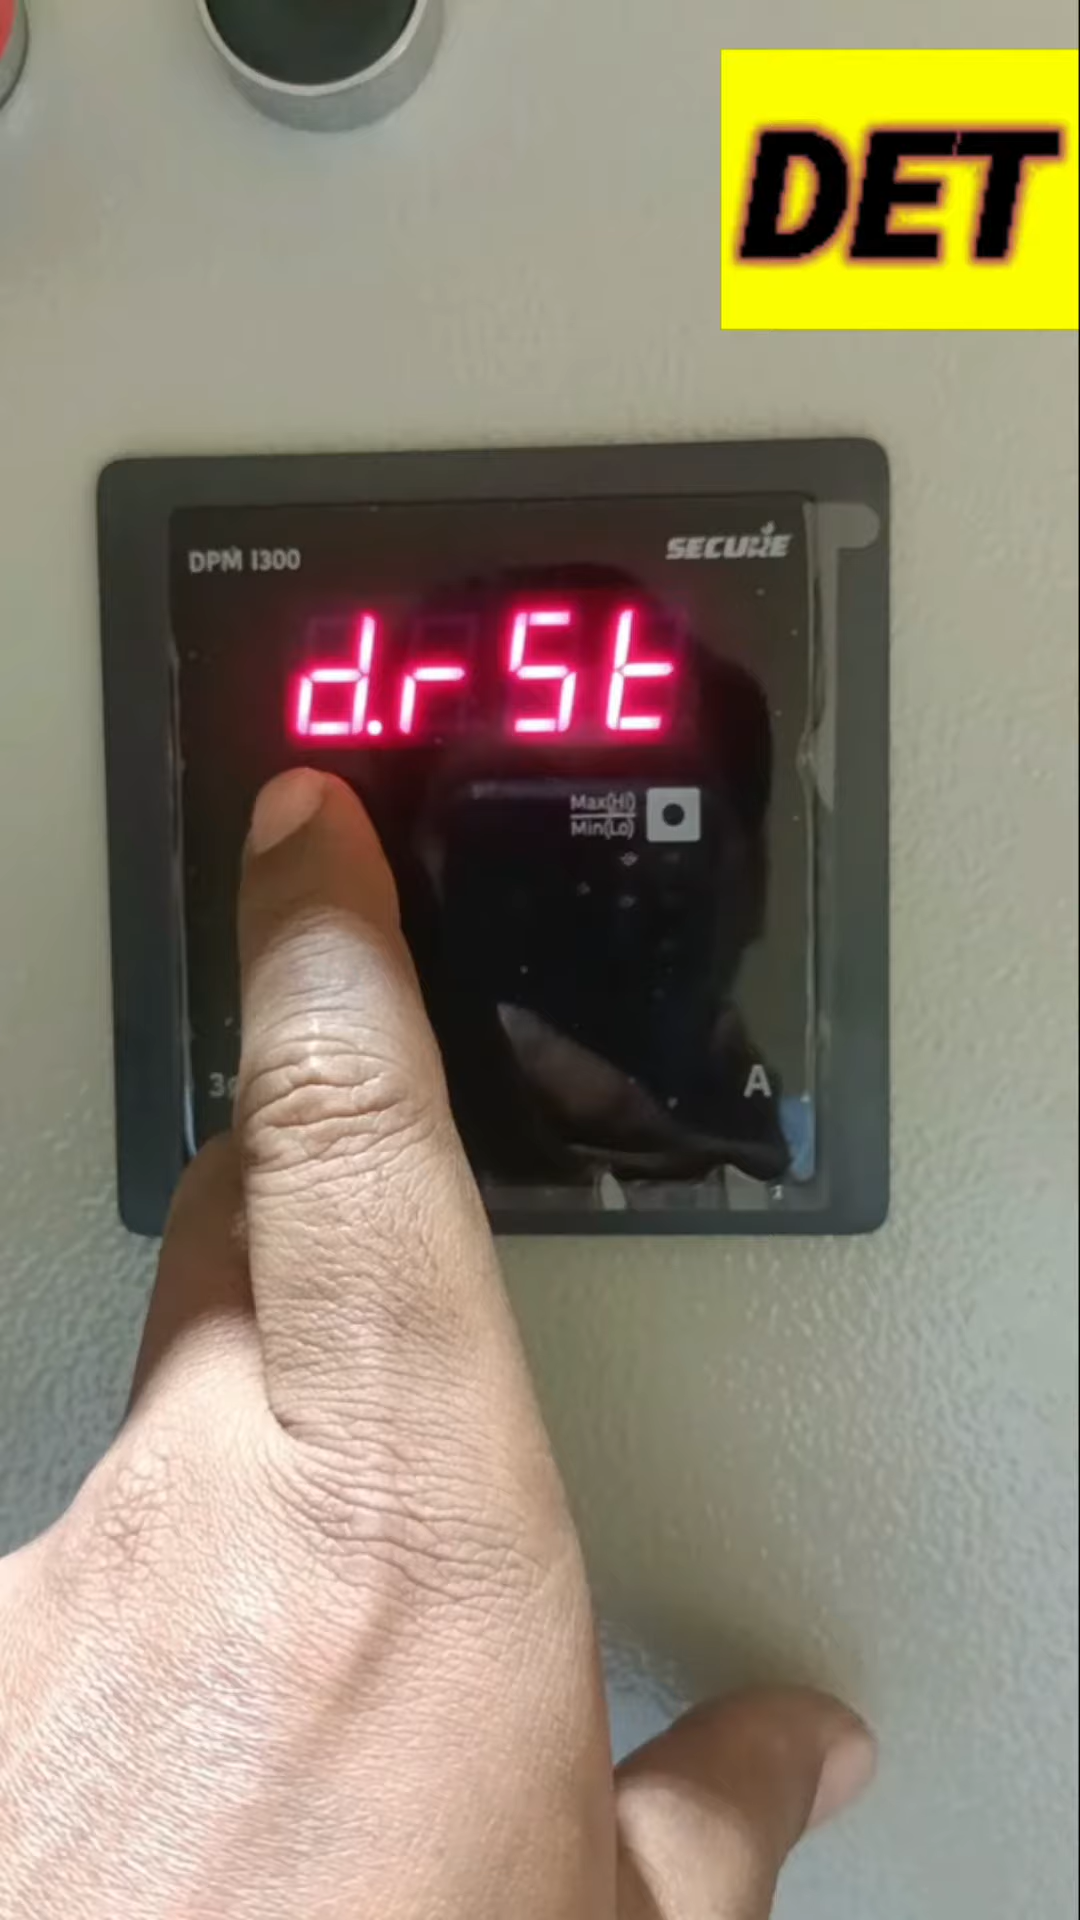 DET
DPM I300
SECURE
d.rSt
Max(Hi)
Min(Lo)
A